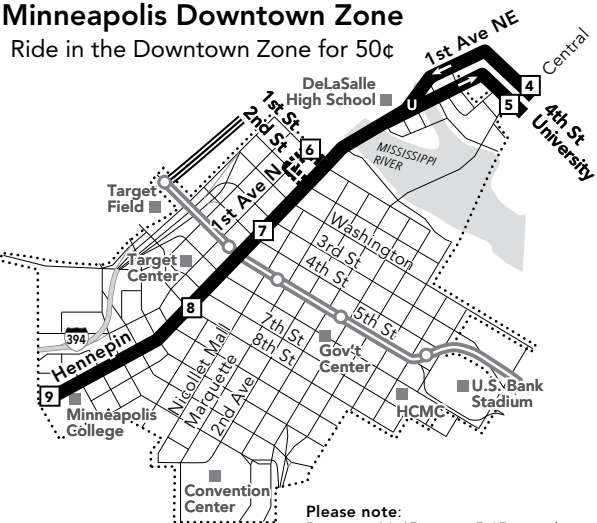 Minneapolis Downtown Zone
Ride in the Downtown Zone for 50¢
1st Ave NE
Central
4
5
4th St
University
DeLaSalle
High School
U
1st St
2nd St
6
MISSISSIPPI
RIVER
Target
Field
1st Ave N
7
Washington
3rd St
4th St
5th St
Target
Center
8
7th St
8th St
Gov't
Center
394
Hennepin
Nicollet Mall
Marquette
2nd Ave
U.S. Bank
Stadium
HCMC
9
Minneapolis
College
Convention
Center
Please note: